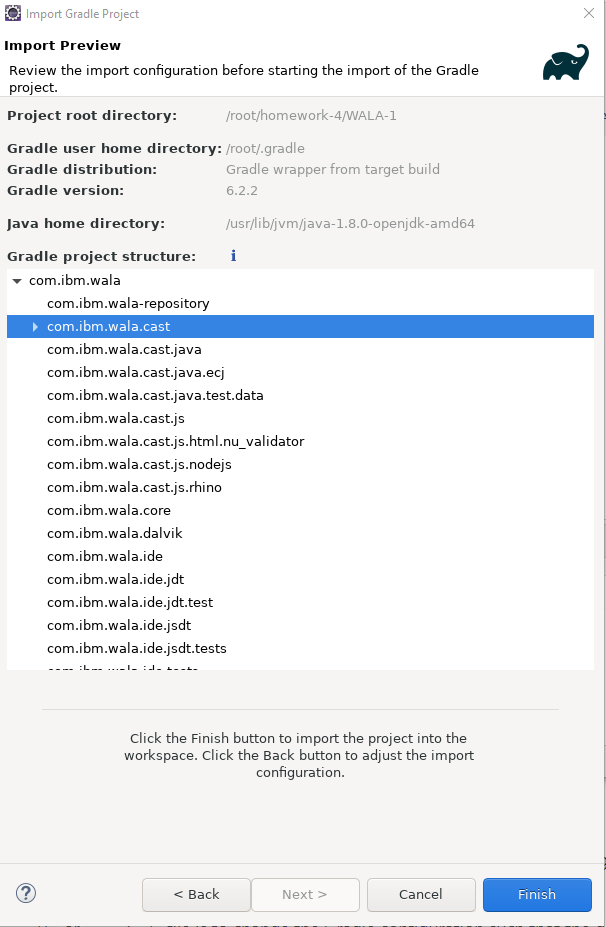 Import Gradle Project
Import Preview
Review the import configuration before starting the import of the Gradle
project.
Project root directory: /root/homework-4/WALA-1
Gradle user home directory: /root/.gradle
Gradle distribution: Gradle wrapper from target build
Gradle version: 6.2.2
Java home directory: /usr/lib/jvm/java-1.8.0-openjdk-amd64
Gradle project structure:
com.ibm.wala
com.ibm.wala-repository
com.ibm.wala.cast
com.ibm.wala.cast.java
com.ibm.wala.cast.java.ecj
com.ibm.wala.cast.java.test.data
com.ibm.wala.cast.js
com.ibm.wala.cast.js.html.nu_validator
com.ibm.wala.cast.js.nodejs
com.ibm.wala.cast.js.rhino
com.ibm.wala.core
com.ibm.wala.dalvik
com.ibm.wala.ide
com.ibm.wala.ide.jdt
com.ibm.wala.ide.jdt.test
com.ibm.wala.ide.jsdt
com.ibm.wala.ide.jsdt.tests
com.ibm.wala.ide.tests
Click the Finish button to import the project into the
workspace. Click the Back button to adjust the import
configuration.
< Back
Next >
Cancel
Finish